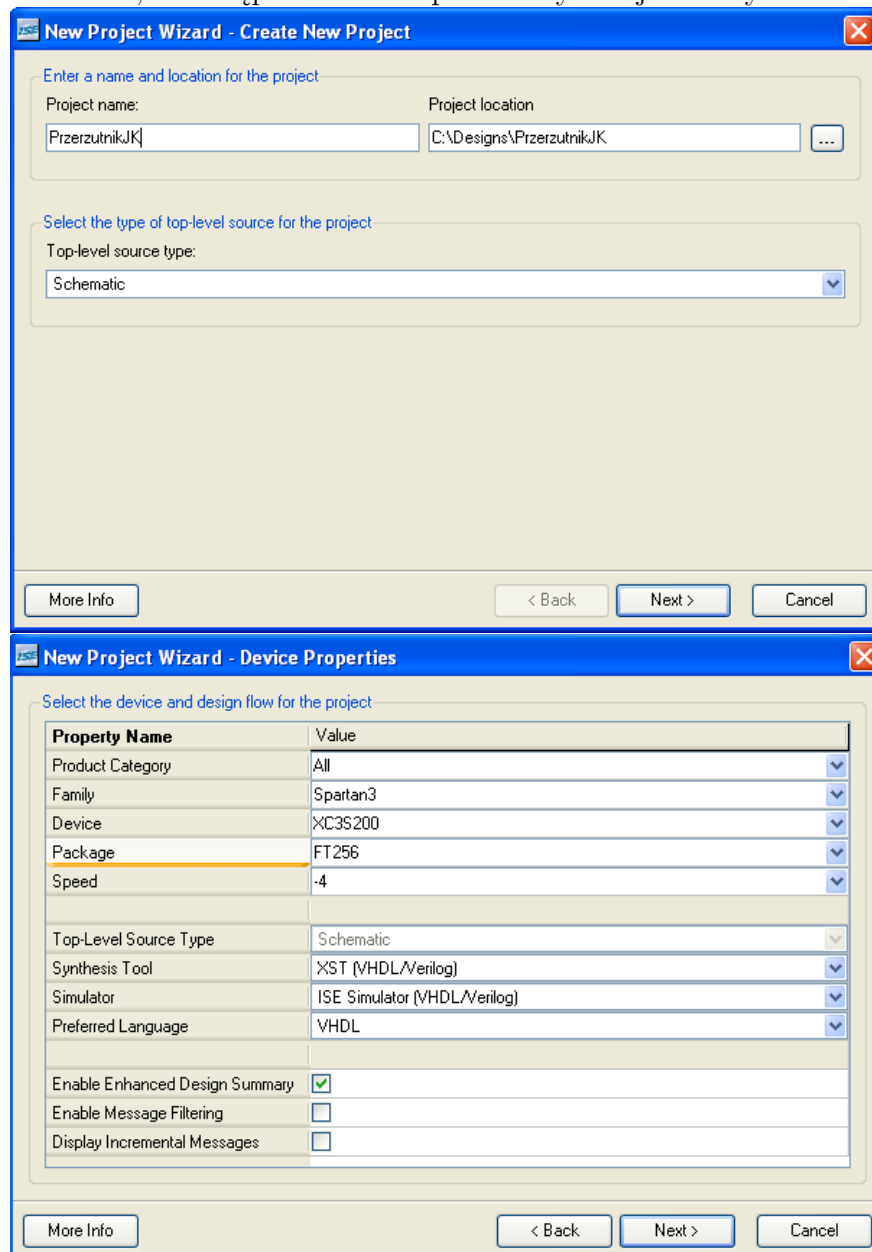 ISE New Project Wizard - Create New Project
Enter a name and location for the project
Project name: Project location
PrzerzutnikJK C:\Designs\PrzerzutnikJK ...
Select the type of top-level source for the project
Top-level source type:
Schematic
More Info < Back Next > Cancel
ISE New Project Wizard - Device Properties
Select the device and design flow for the project
Property Name Value
Product Category All
Family Spartan3
Device XC3S200
Package FT256
Speed -4
Top-Level Source Type Schematic
Synthesis Tool XST (VHDL/Verilog)
Simulator ISE Simulator (VHDL/Verilog)
Preferred Language VHDL
Enable Enhanced Design Summary
Enable Message Filtering
Display Incremental Messages
More Info < Back Next > Cancel